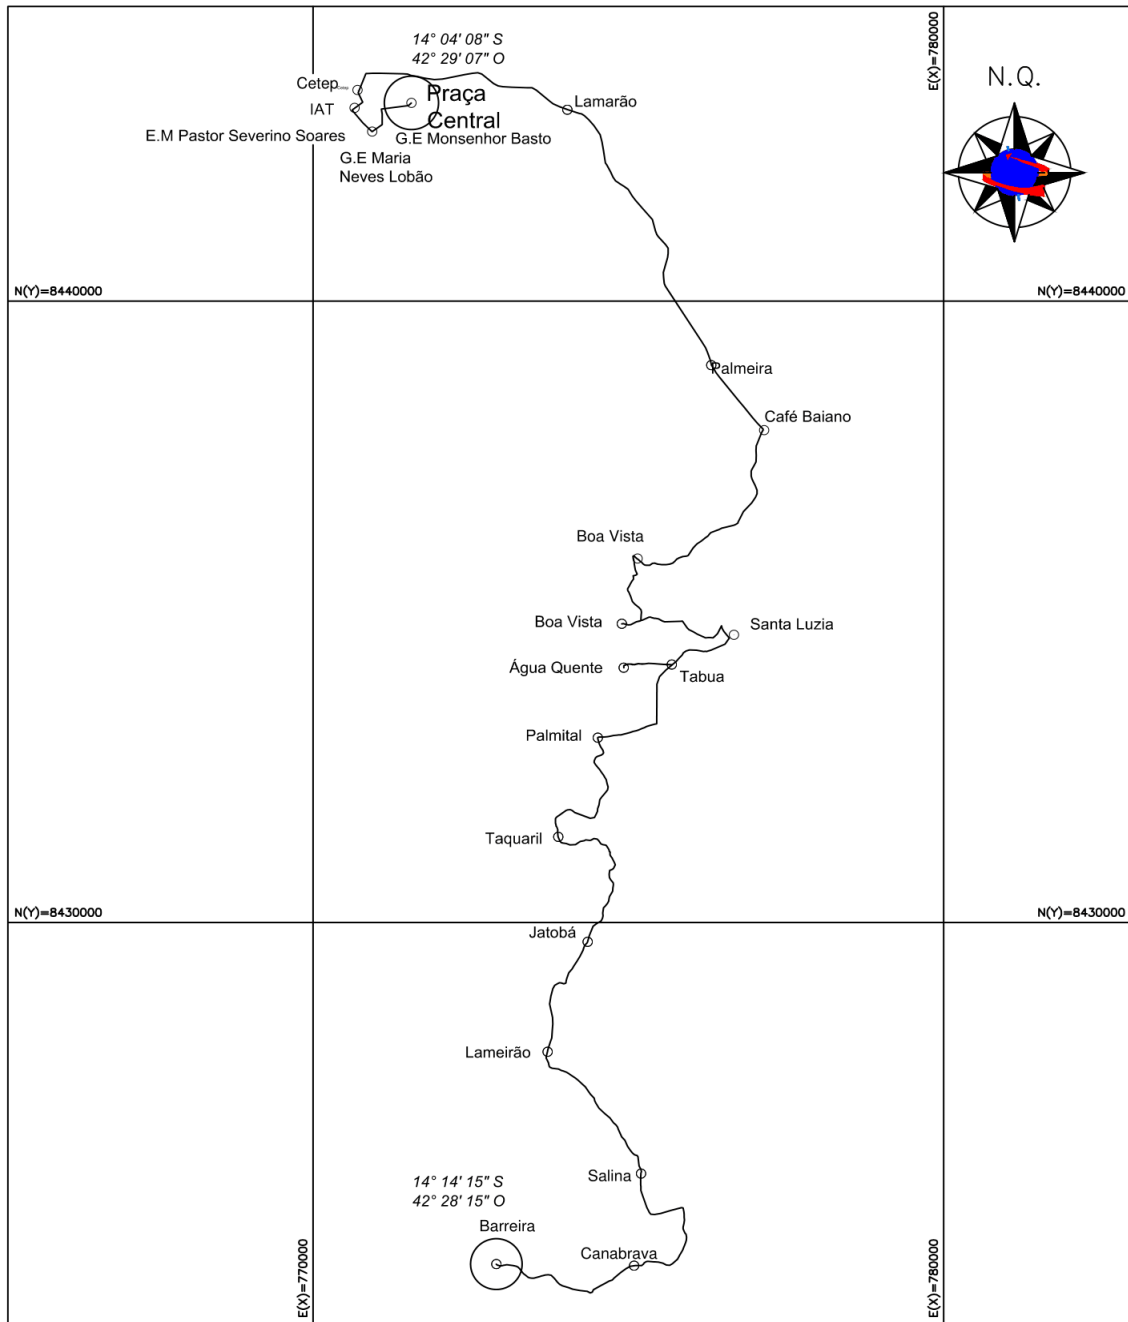 14° 04' 08" S
42° 29' 07" O
E(X)=780000
N.Q.
Cetep
IAT
Praça
Central
Lamarão
E.M Pastor Severino Soares
G.E Monsenhor Basto
G.E Maria
Neves Lobão
N(Y)=8440000
N(Y)=8440000
Palmeira
Café Baiano
Boa Vista
Boa Vista
Santa Luzia
Água Quente
Tabua
Palmital
Taquaril
N(Y)=8430000
N(Y)=8430000
Jatobá
Lameirão
Salina
14° 14' 15" S
42° 28' 15" O
Barreira
Canabrava
E(X)=770000
E(X)=780000